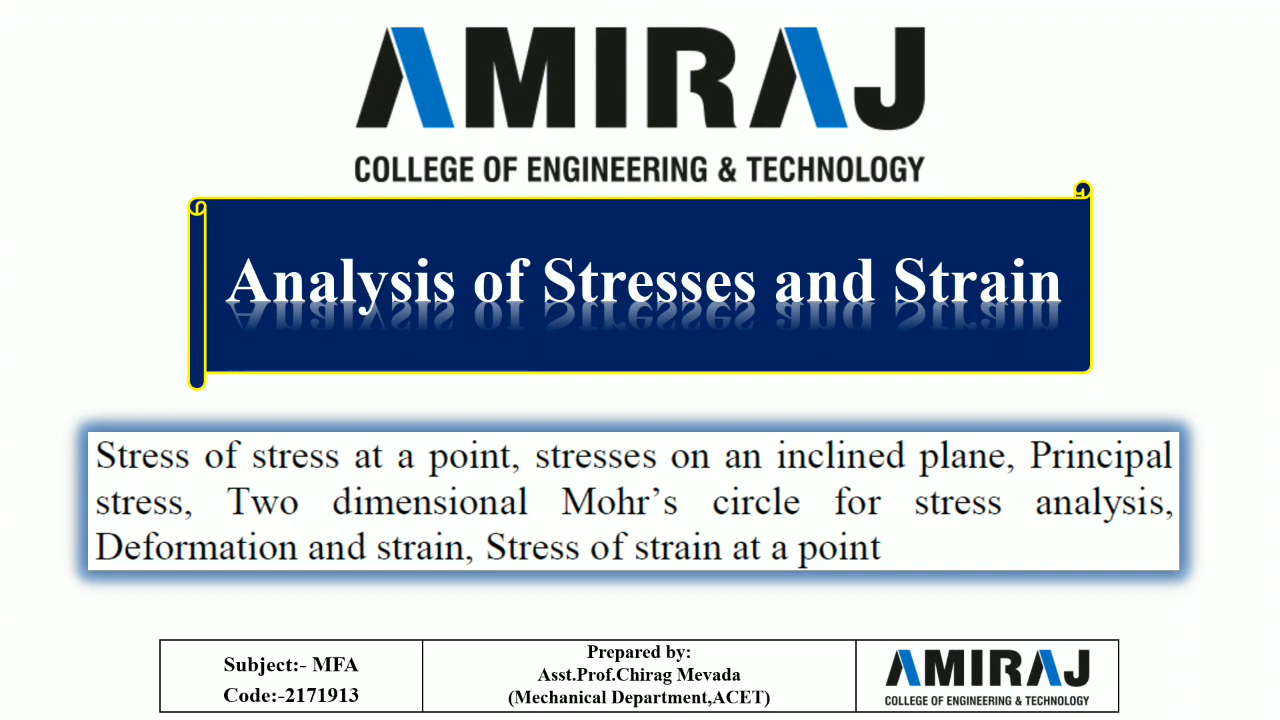 AMIRAJ
COLLEGE OF ENGINEERING & TECHNOLOGY
Analysis of Stresses and Strain
Stress of stress at a point, stresses on an inclined plane, Principal
stress, Two dimensional Mohr’s circle for stress analysis,
Deformation and strain, Stress of strain at a point
Subject:- MFA
Code:-2171913
Prepared by:
Asst.Prof.Chirag Mevada
(Mechanical Department,ACET)
AMIRAJ
COLLEGE OF ENGINEERING & TECHNOLOGY